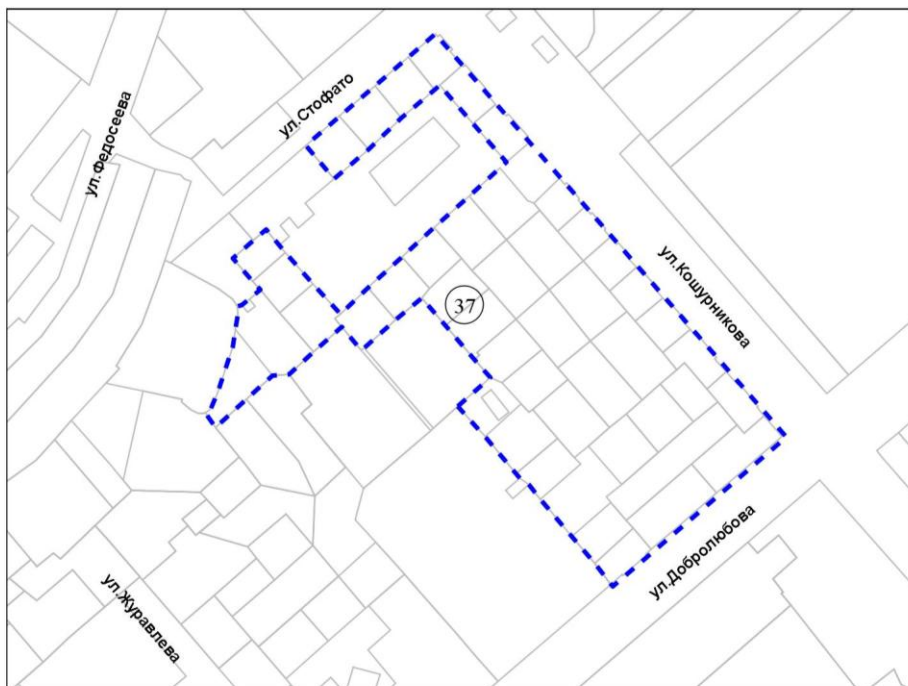 ул.Стофато
ул.Федосеева
ул.Кошурникова
37
ул.Добролюбова
ул.Журавлева